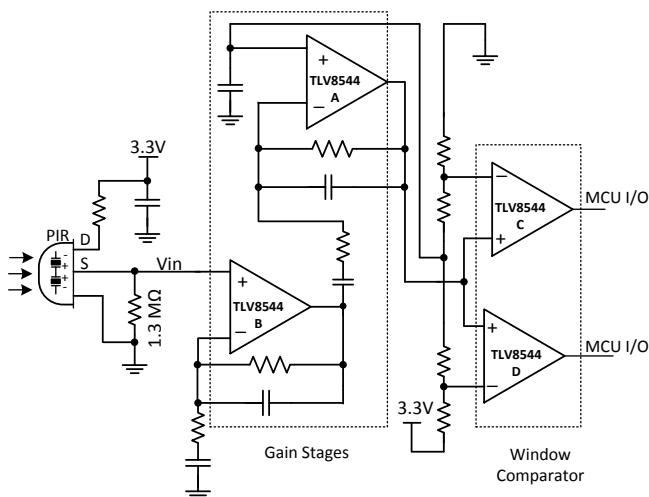 +
TLV8544
A
−
3.3V
PIR
D
-
+
+
-
S
Vin
1.3 MΩ
+
TLV8544
B
−
−
TLV8544
C
+
MCU I/O
+
TLV8544
D
−
MCU I/O
3.3V
Gain Stages
Window
Comparator